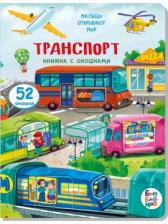 МАЛЫШИ
ОТКРЫВАЮТ
МИР
ТРАНСПОРТ
КНИЖКА С ОКОШКАМИ
52
ОКОШКА
PIZZA